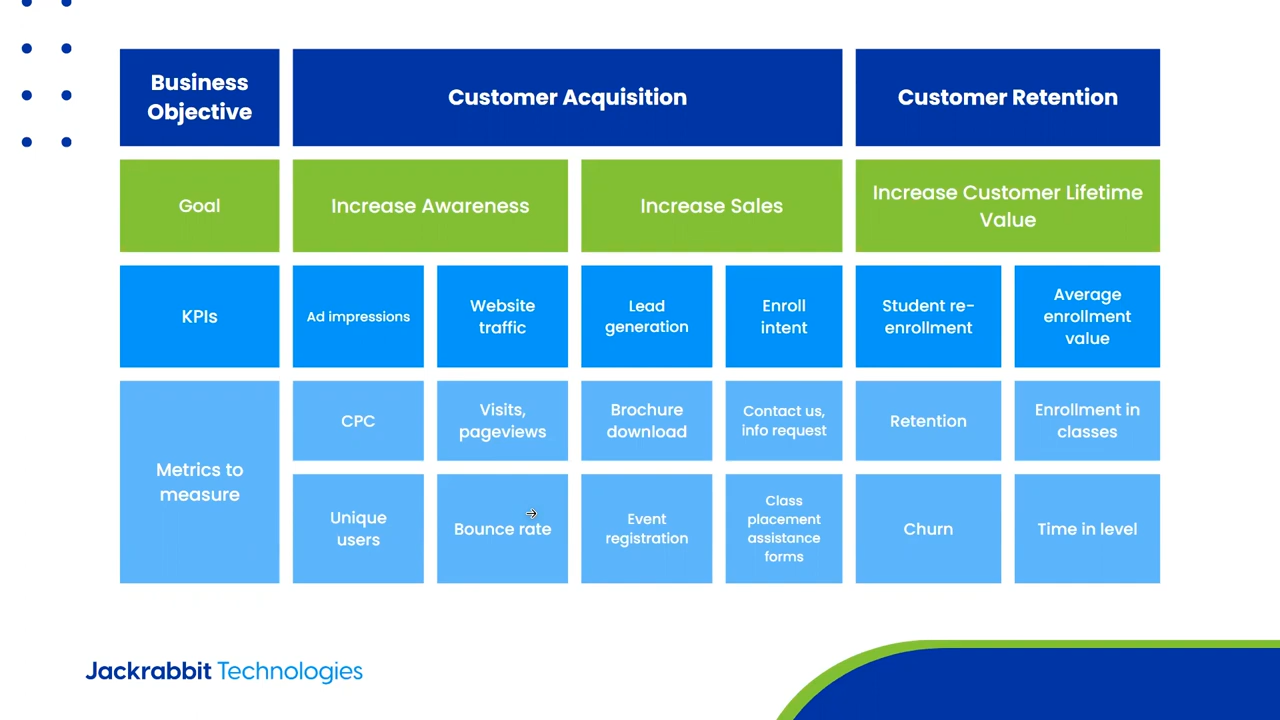 Business
Objective
Customer Acquisition
Customer Retention
Goal
Increase Awareness
Increase Sales
Increase Customer Lifetime
Value
KPIs
Ad impressions
Website
traffic
Lead
generation
Enroll
intent
Student re-
enrollment
Average
enrollment
value
Metrics to
measure
CPC
Visits,
pageviews
Brochure
download
Contact us,
info request
Retention
Enrollment in
classes
Unique
users
Bounce rate
Event
registration
Class
placement
assistance
forms
Churn
Time in level
Jackrabbit Technologies